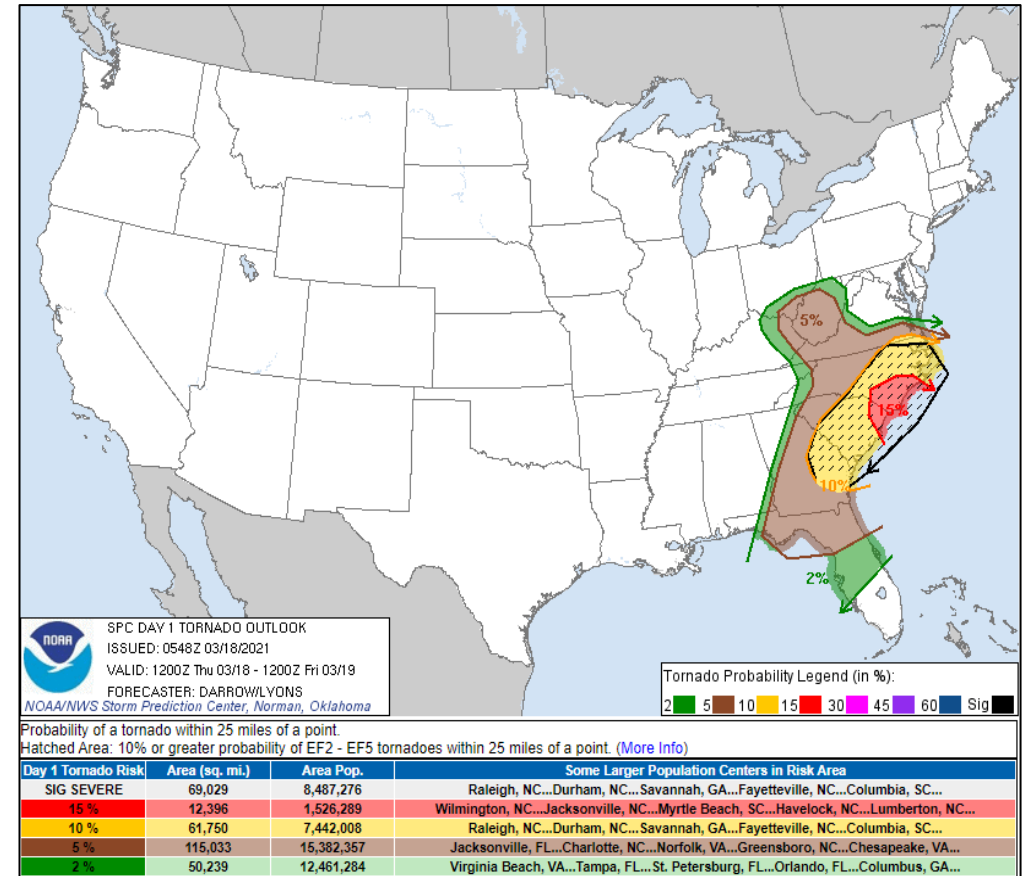 5%
15%
10%
2%
NOAA
SPC DAY 1 TORNADO OUTLOOK
ISSUED: 0548Z 03/18/2021
VALID: 1200Z Thu 03/18 - 1200Z Fri 03/19
FORECASTER: DARROW/LYONS
NOAA/NWS Storm Prediction Center, Norman, Oklahoma
Tornado Probability Legend (in %):
2 5 10 15 30 45 60 Sig
Probability of a tornado within 25 miles of a point.
Hatched Area: 10% or greater probability of EF2 - EF5 tornadoes within 25 miles of a point. (More Info)
Day 1 Tornado Risk Area (sq. mi.) Area Pop. Some Larger Population Centers in Risk Area
SIG SEVERE 69,029 8,487,276 Raleigh, NC...Durham, NC...Savannah, GA...Fayetteville, NC...Columbia, SC...
15 % 12,396 1,526,289 Wilmington, NC...Jacksonville, NC...Myrtle Beach, SC...Havelock, NC...Lumberton, NC...
10 % 61,750 7,442,008 Raleigh, NC...Durham, NC...Savannah, GA...Fayetteville, NC...Columbia, SC...
5 % 115,033 15,382,357 Jacksonville, FL...Charlotte, NC...Norfolk, VA...Greensboro, NC...Chesapeake, VA...
2 % 50,239 12,461,284 Virginia Beach, VA...Tampa, FL...St. Petersburg, FL...Orlando, FL...Columbus, GA...